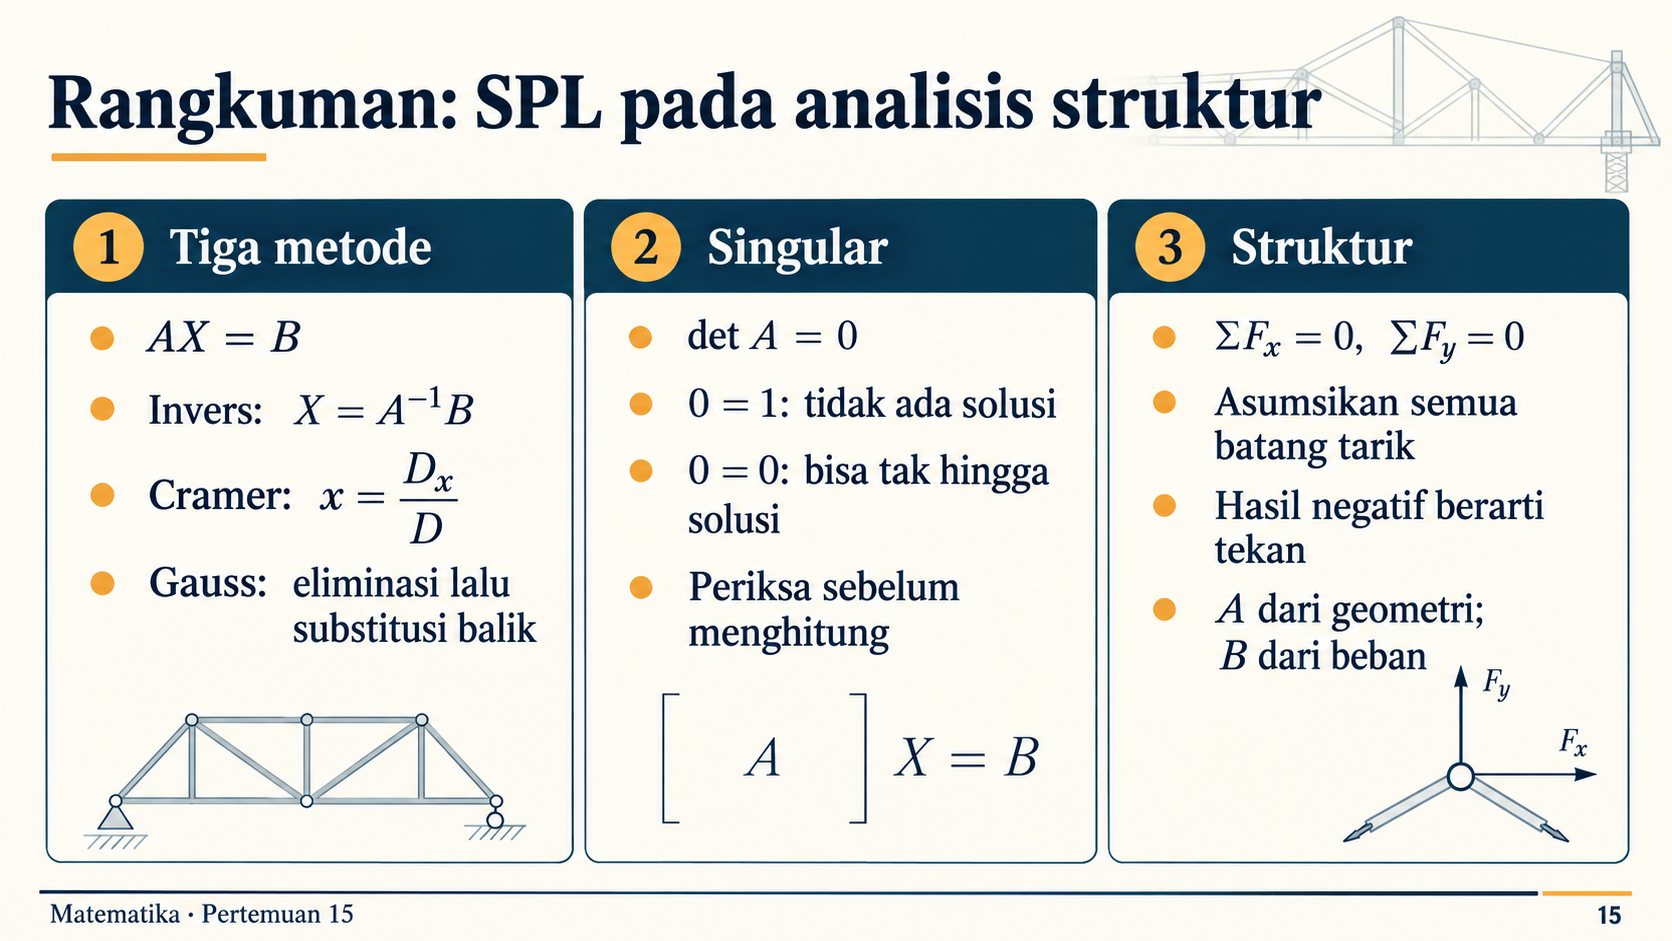 Rangkuman: SPL pada analisis struktur
1 Tiga metode
AX = B
Invers: X = A⁻¹B
Cramer: x = Dₓ/D
Gauss: eliminasi lalu
substitusi balik
2 Singular
det A = 0
0 = 1: tidak ada solusi
0 = 0: bisa tak hingga
solusi
Periksa sebelum
menghitung
[ A ] X = B
3 Struktur
ΣFₓ = 0, ΣF_y = 0
Asumsikan semua
batang tarik
Hasil negatif berarti
tekan
A dari geometri;
B dari beban
F_y
Fₓ
Matematika · Pertemuan 15
15